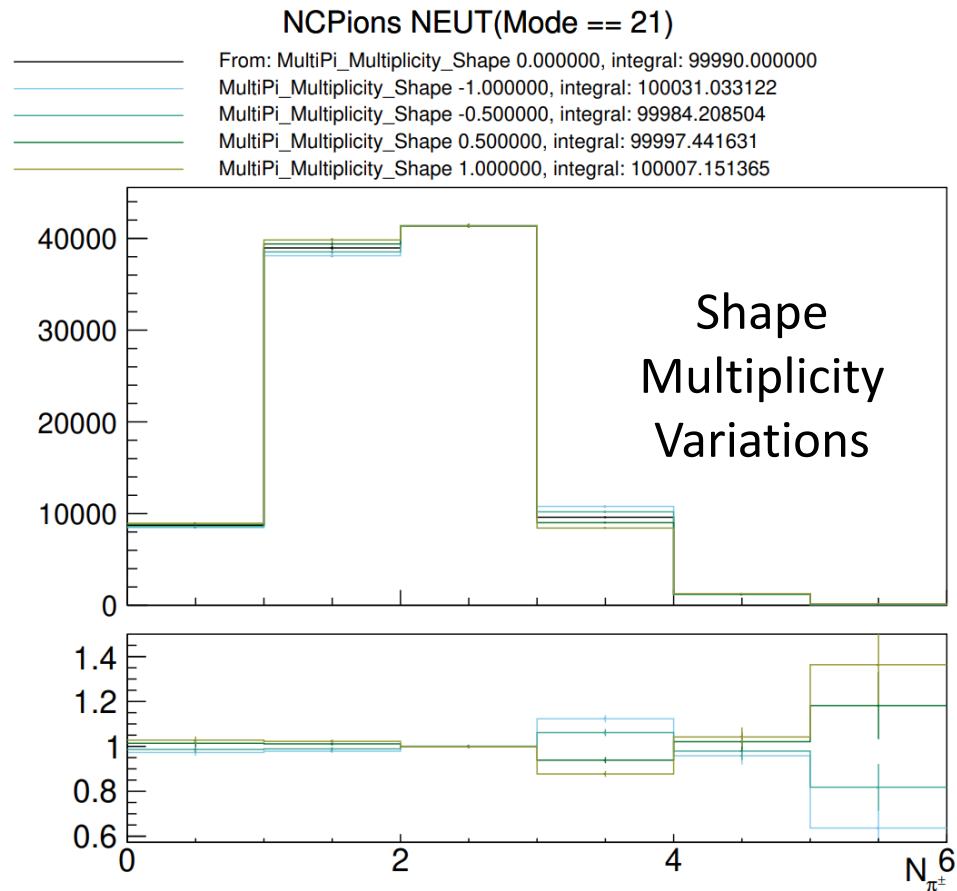 NCPions NEUT(Mode == 21)
From: MultiPi_Multiplicity_Shape 0.000000, integral: 99990.000000
MultiPi_Multiplicity_Shape -1.000000, integral: 100031.033122
MultiPi_Multiplicity_Shape -0.500000, integral: 99984.208504
MultiPi_Multiplicity_Shape 0.500000, integral: 99997.441631
MultiPi_Multiplicity_Shape 1.000000, integral: 100007.151365
40000
30000
20000
10000
0
Shape
Multiplicity
Variations
1.4
1.2
1
0.8
0.6
0 2 4 6
N_π±